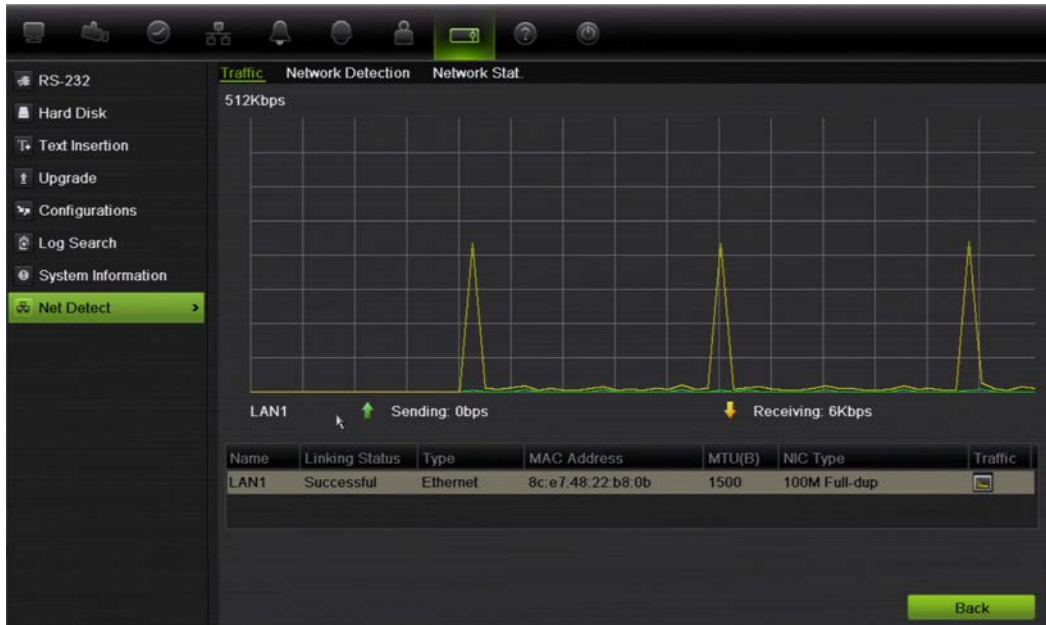 RS-232
Hard Disk
Text Insertion
Upgrade
Configurations
Log Search
System Information
Net Detect
Traffic Network Detection Network Stat.
512Kbps
LAN1 Sending: 0bps Receiving: 6Kbps
Name Linking Status Type MAC Address MTU(B) NIC Type Traffic
LAN1 Successful Ethernet 8c:e7:48:22:b8:0b 1500 100M Full-dup
Back